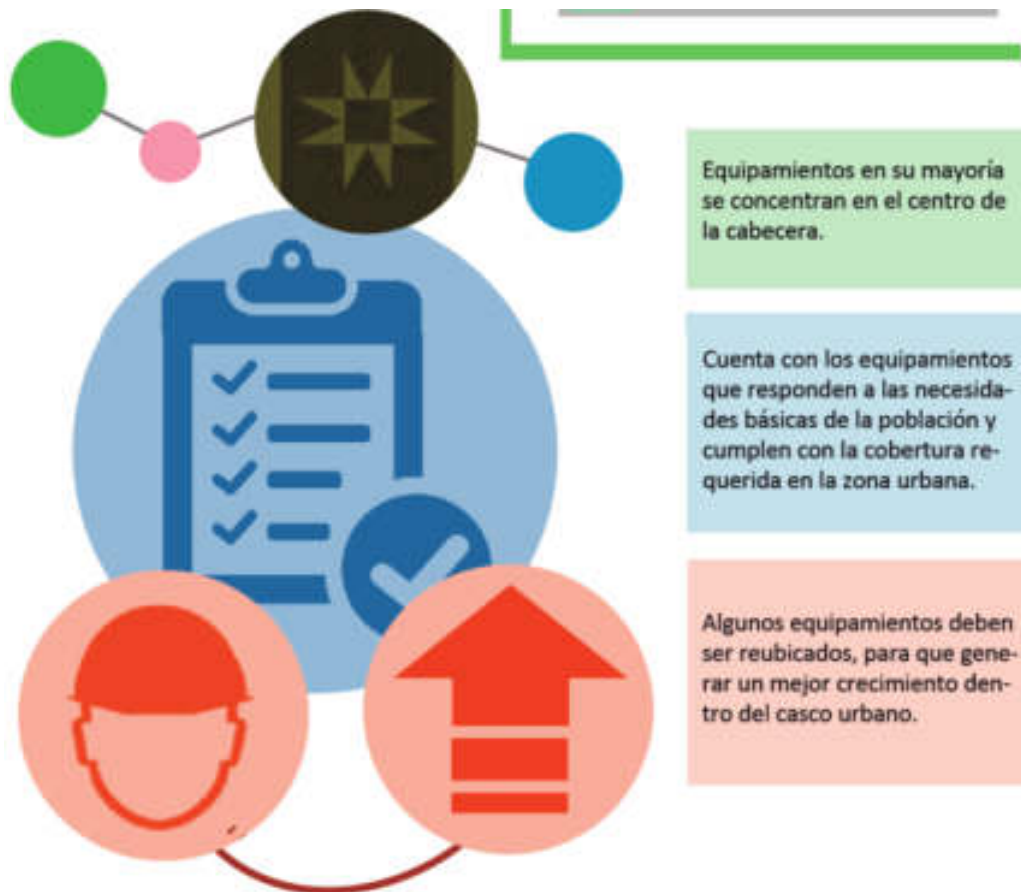 Equipamientos en su mayoría
se concentran en el centro de
la cabecera.
Cuenta con los equipamientos
que responden a las necesida-
des básicas de la población y
cumplen con la cobertura re-
querida en la zona urbana.
Algunos equipamientos deben
ser reubicados, para que gene-
rar un mejor crecimiento den-
tro del casco urbano.